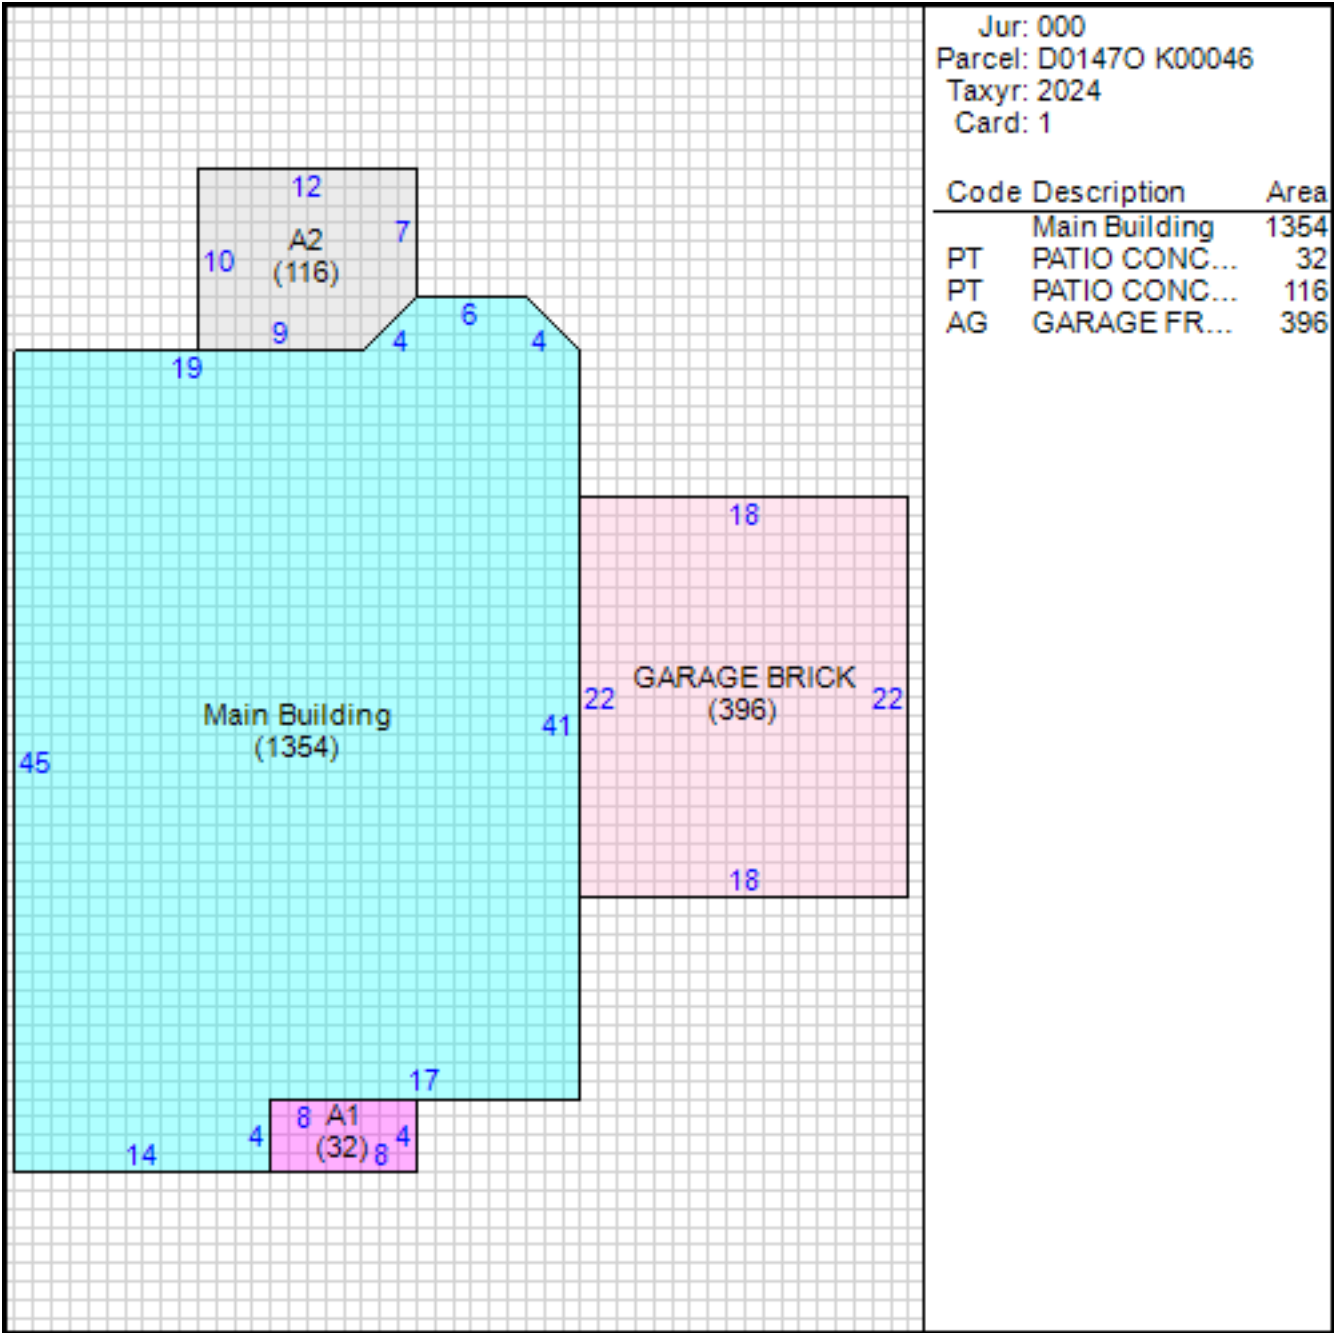 Jur: 000
Parcel: D0147O K00046
Taxyr: 2024
Card: 1
Code Description Area
Main Building 1354
PT PATIO CONC... 32
PT PATIO CONC... 116
AG GARAGE FR... 396
12
7
A2
10
(116)
6
9
4
4
19
18
GARAGE BRICK
22
(396)
22
Main Building
41
(1354)
45
18
17
8
A1
4
(32)
4
8
14